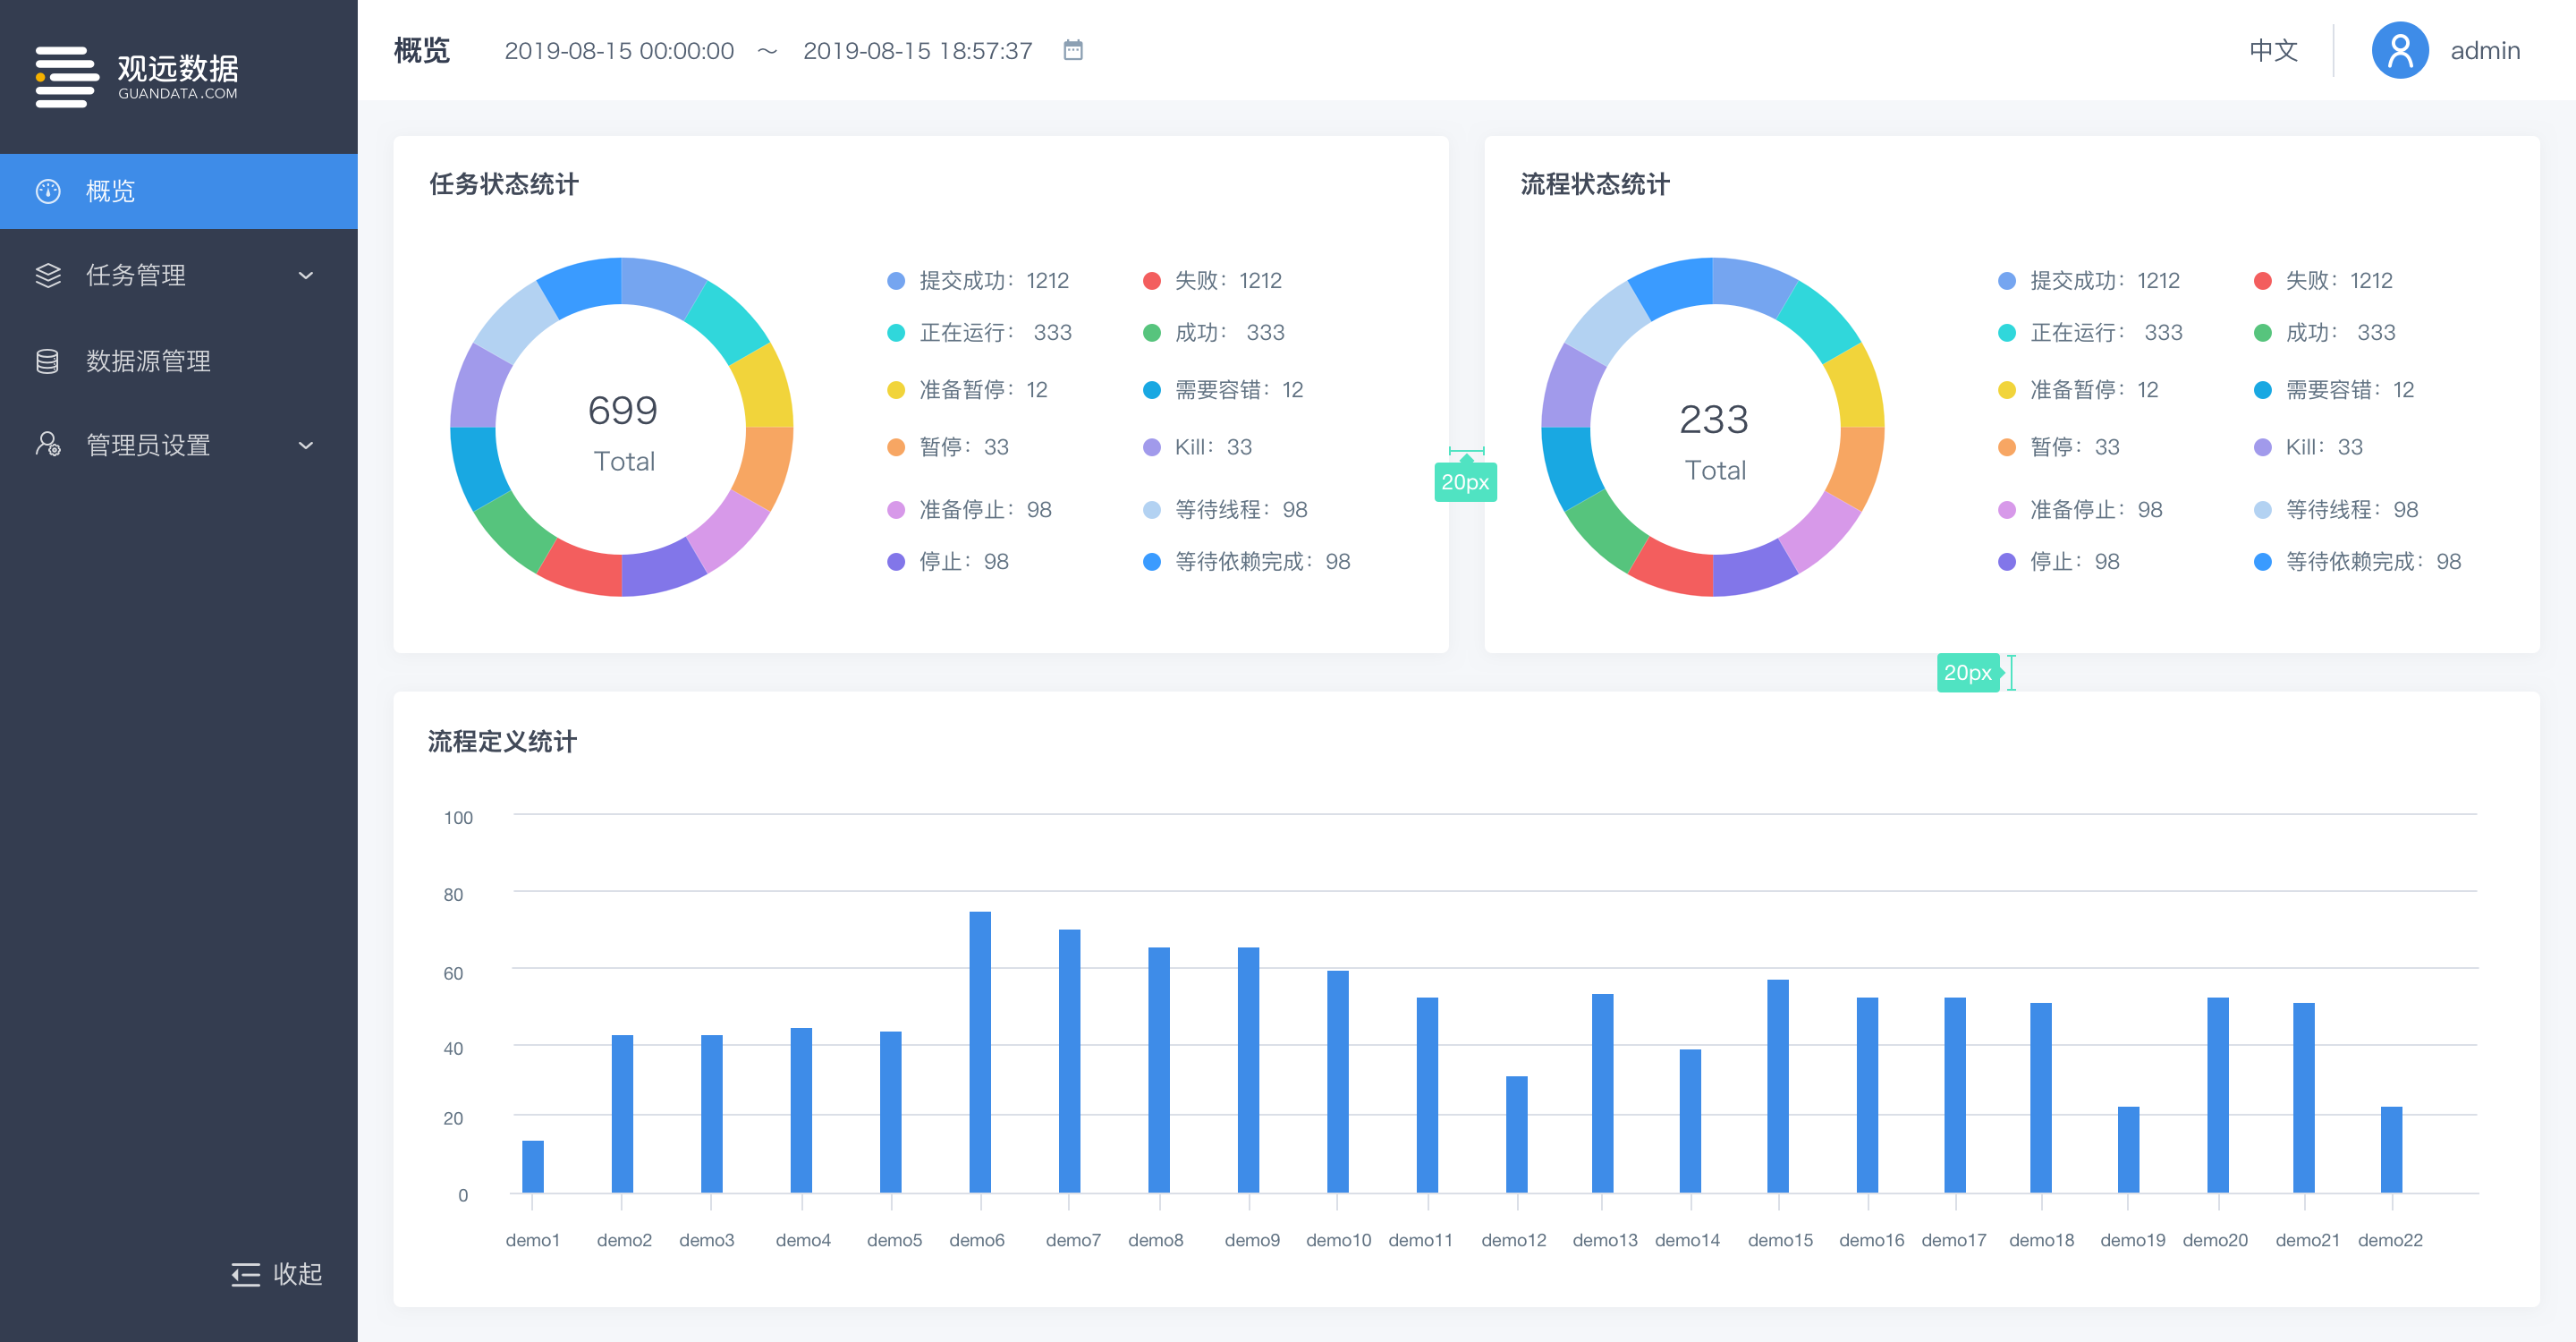 观远数据
GUANDATA.COM
概览
任务管理
数据源管理
管理员设置
收起
概览 2019-08-15 00:00:00 ～ 2019-08-15 18:57:37
中文
admin
任务状态统计
699
Total
提交成功：1212 失败：1212
正在运行： 333 成功： 333
准备暂停：12 需要容错：12
暂停：33 Kill：33
准备停止：98 等待线程：98
停止：98 等待依赖完成：98
20px
流程状态统计
233
Total
提交成功：1212 失败：1212
正在运行： 333 成功： 333
准备暂停：12 需要容错：12
暂停：33 Kill：33
准备停止：98 等待线程：98
停止：98 等待依赖完成：98
20px
流程定义统计
100
80
60
40
20
0
demo1 demo2 demo3 demo4 demo5 demo6 demo7 demo8 demo9 demo10 demo11 demo12 demo13 demo14 demo15 demo16 demo17 demo18 demo19 demo20 demo21 demo22